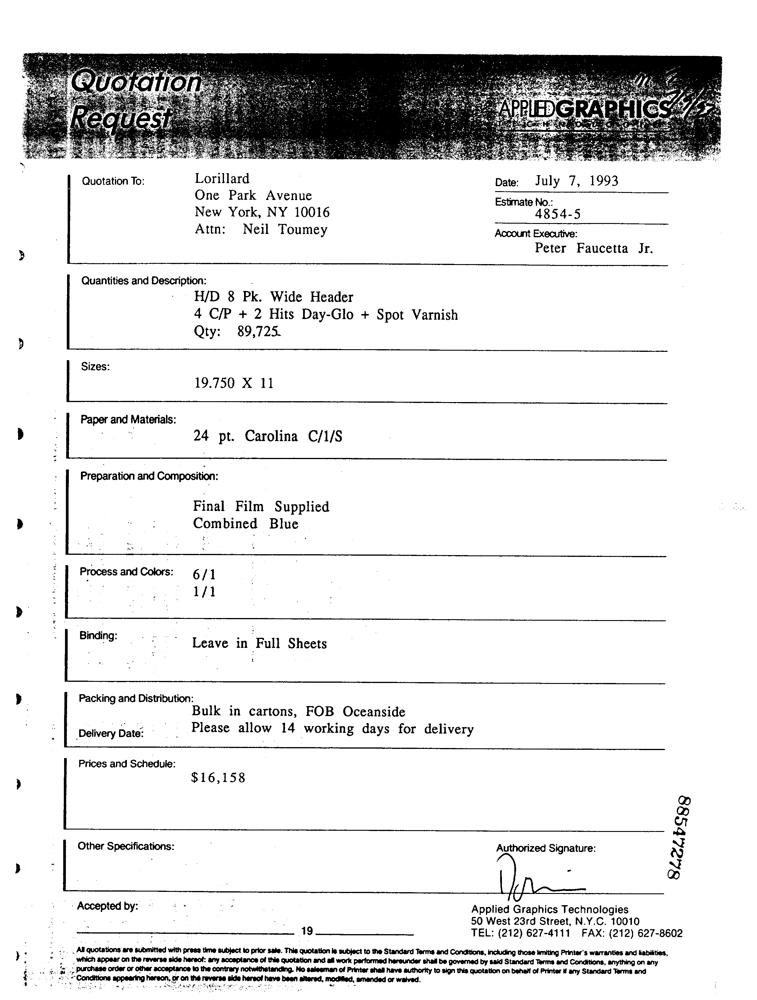 Quotation
Request
APPLIED GRAPHICS
Quotation To:
Lorillard
One Park Avenue
New York, NY 10016
Attn: Neil Toumey
Date: July 7, 1993
Estimate No.:
4854-5
Account Executive:
Peter Faucetta Jr.
Quantities and Description:
H/D 8 Pk. Wide Header
4 C/P + 2 Hits Day-Glo + Spot Varnish
Qty: 89,725
Sizes:
19.750 X 11
Paper and Materials:
24 pt. Carolina C/1/S
Preparation and Composition:
Final Film Supplied
Combined Blue
Process and Colors: 6/1
1/1
Binding:
Leave in Full Sheets
Packing and Distribution:
Bulk in cartons, FOB Oceanside
Delivery Date: Please allow 14 working days for delivery
Prices and Schedule:
$16,158
88547278
Other Specifications:
Authorized Signature:
Accepted by:
19
Applied Graphics Technologies
50 West 23rd Street, N.Y.C. 10010
TEL: (212) 627-4111 FAX: (212) 627-8602
All quotations are submitted with press time subject to prior sale. This quotation is subject to the Standard Terms and Conditions, including those limiting Printer's warranties and liabilities,
which appear on the reverse side hereof: any acceptance of this quotation and all work performed hereunder shall be governed by said Standard Terms and Conditions, anything on any
purchase order or other acceptance to the contrary notwithstanding. No salesman of Printer shall have authority to sign this quotation on behalf of Printer if any Standard Terms and
Conditions appearing hereon, or on the reverse side hereof have been altered, modified, amended or waived.